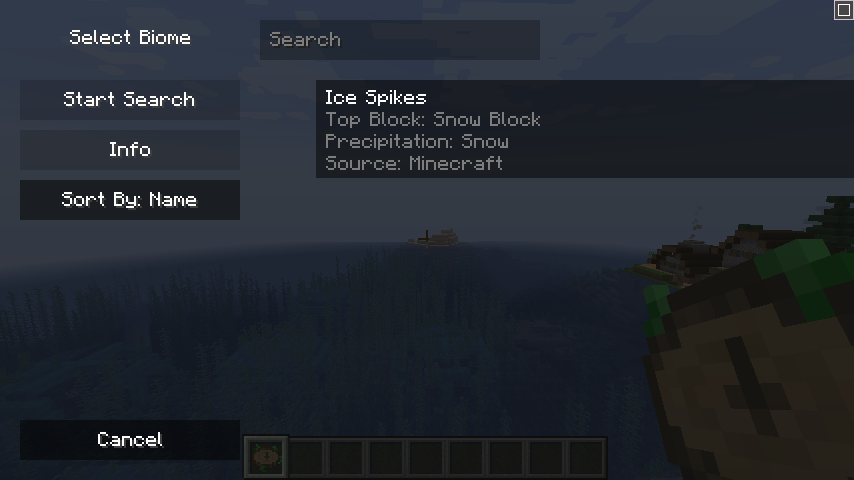 Select Biome
Search
Start Search
Info
Sort By: Name
Ice Spikes
Top Block: Snow Block
Precipitation: Snow
Source: Minecraft
Cancel